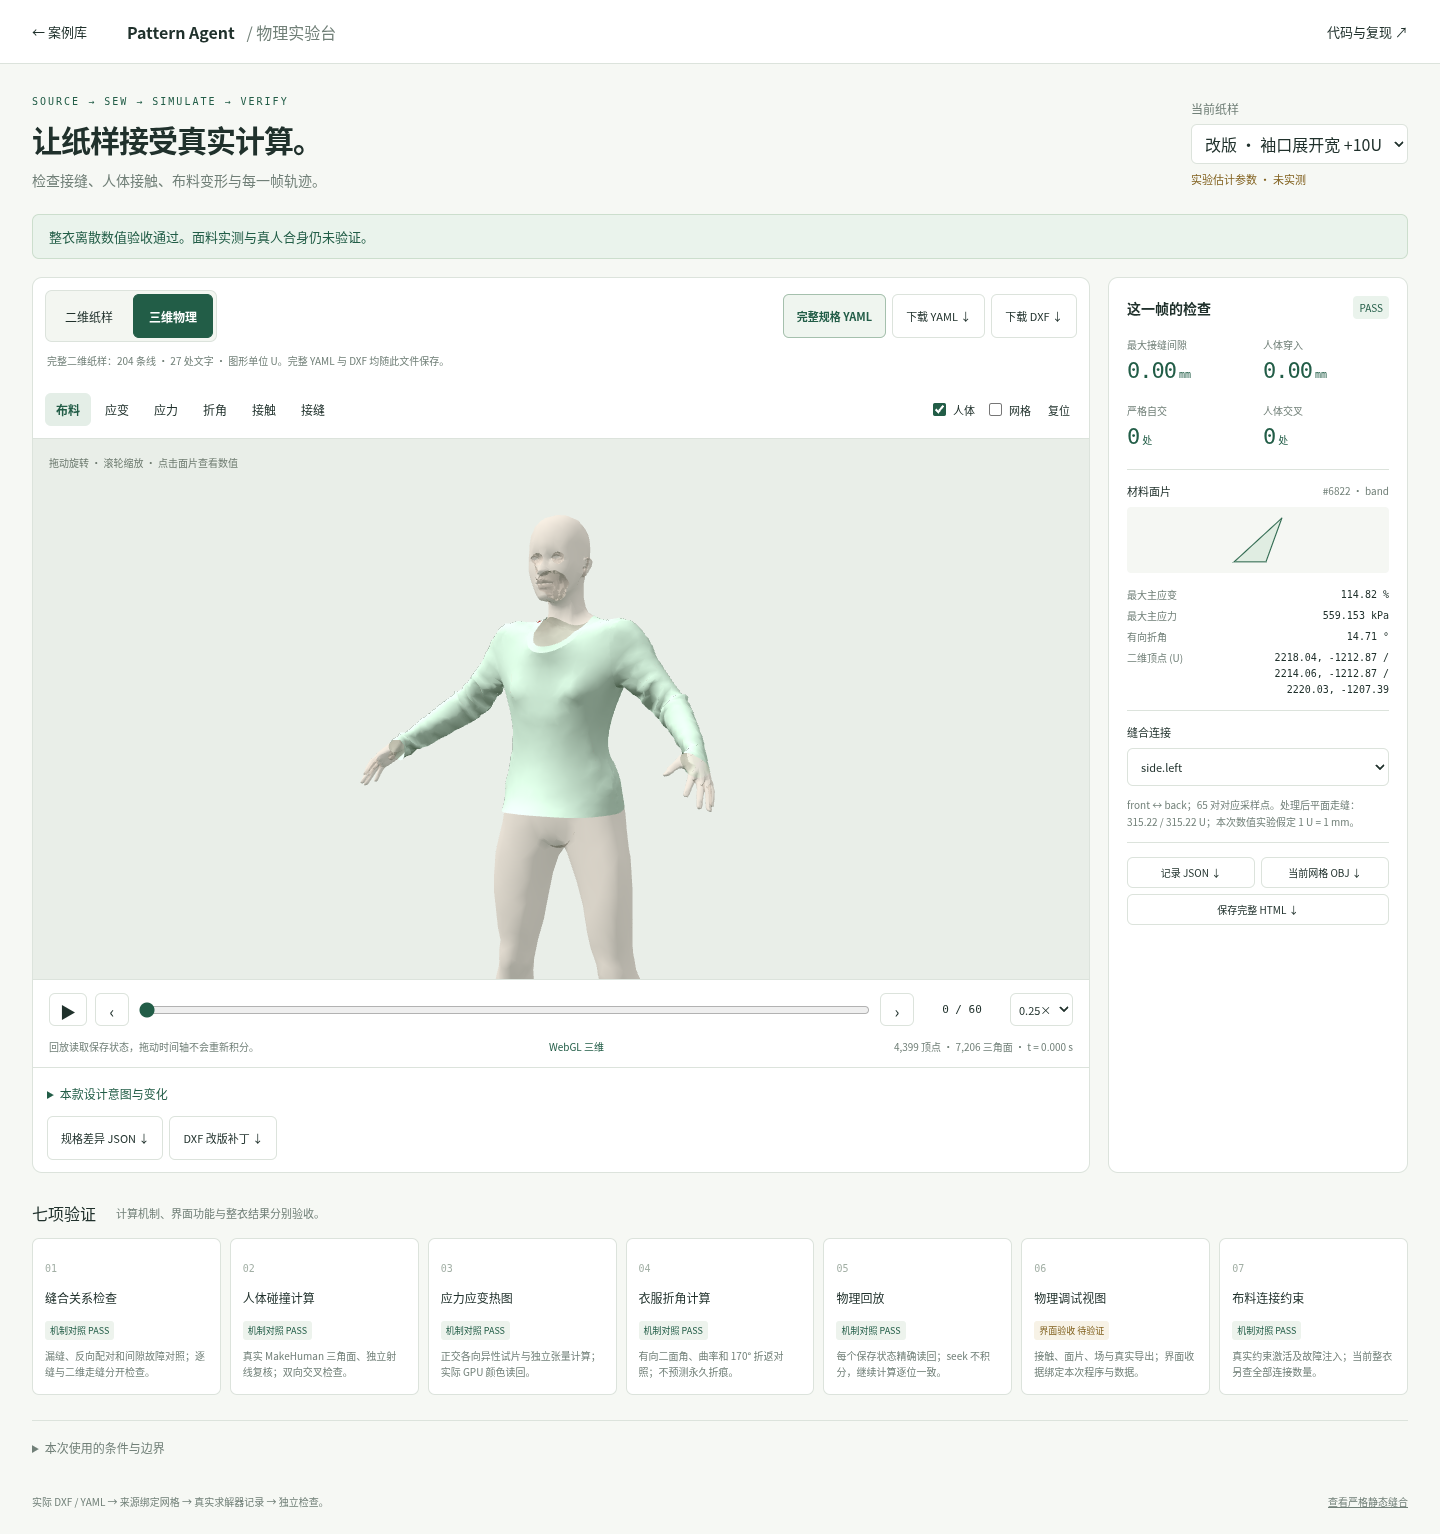 ← 案例库
Pattern Agent / 物理实验台
代码与复现 ↗
SOURCE → SEW → SIMULATE → VERIFY
让纸样接受真实计算。
检查接缝、人体接触、布料变形与每一帧轨迹。
当前纸样
改版 · 袖口展开宽 +10U
实验估计参数 · 未实测
整衣离散数值验收通过。面料实测与真人合身仍未验证。
二维纸样
三维物理
完整规格 YAML
下载 YAML ↓
下载 DXF ↓
完整二维纸样：204 条线 · 27 处文字 · 图形单位 U。完整 YAML 与 DXF 均随此文件保存。
布料
应变
应力
折角
接触
接缝
人体
网格
复位
拖动旋转 · 滚轮缩放 · 点击面片查看数值
0 / 60
0.25×
回放读取保存状态，拖动时间轴不会重新积分。
WebGL 三维
4,399 顶点 · 7,206 三角面 · t = 0.000 s
▶ 本款设计意图与变化
规格差异 JSON ↓
DXF 改版补丁 ↓
这一帧的检查
PASS
最大接缝间隙
人体穿入
0.00 mm
0.00 mm
严格自交
人体交叉
0 处
0 处
材料面片
#6822 · band
最大主应变
114.82 %
最大主应力
559.153 kPa
有向折角
14.71 °
二维顶点 (U)
2218.04, -1212.87 /
2214.06, -1212.87 /
2220.03, -1207.39
缝合连接
side.left
front ↔ back；65 对对应采样点。处理后平面走缝：
315.22 / 315.22 U；本次数值实验假定 1 U = 1 mm。
记录 JSON ↓
当前网格 OBJ ↓
保存完整 HTML ↓
七项验证
计算机制、界面功能与整衣结果分别验收。
01
缝合关系检查
机制对照 PASS
漏缝、反向配对和间隙故障对照；逐
缝与二维走缝分开检查。
02
人体碰撞计算
机制对照 PASS
真实 MakeHuman 三角面、独立射
线复核；双向交叉检查。
03
应力应变热图
机制对照 PASS
正交各向异性试片与独立张量计算；
实际 GPU 颜色读回。
04
衣服折角计算
机制对照 PASS
有向二面角、曲率和 170° 折返对
照；不预测永久折痕。
05
物理回放
机制对照 PASS
每个保存状态精确读回；seek 不积
分，继续计算逐位一致。
06
物理调试视图
界面验收 待验证
接触、面片、场与真实导出；界面收
据绑定本次程序与数据。
07
布料连接约束
机制对照 PASS
真实约束激活及故障注入；当前整衣
另查全部连接数量。
▶ 本次使用的条件与边界
实际 DXF / YAML → 来源绑定网格 → 真实求解器记录 → 独立检查。
查看严格静态缝合